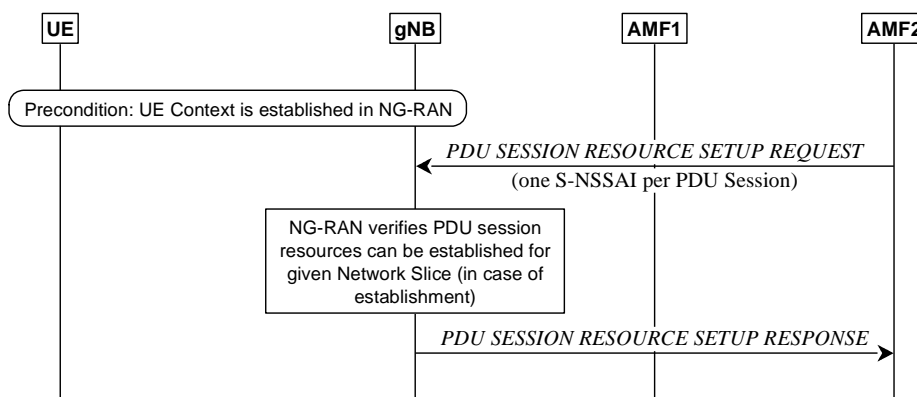 UE
gNB
AMF1
AMF2
Precondition: UE Context is established in NG-RAN
PDU SESSION RESOURCE SETUP REQUEST
(one S-NSSAI per PDU Session)
NG-RAN verifies PDU session
resources can be established for
given Network Slice (in case of
establishment)
PDU SESSION RESOURCE SETUP RESPONSE